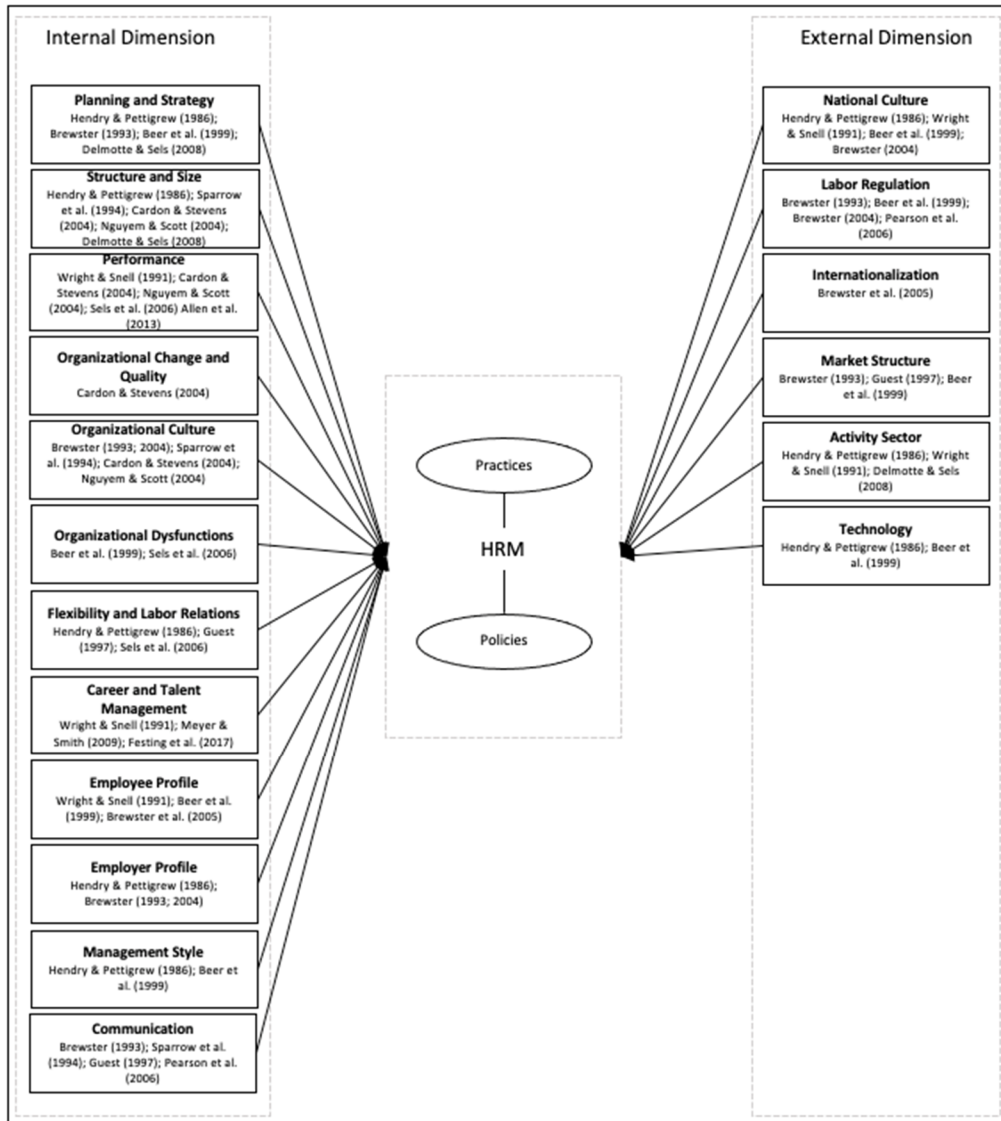 Internal Dimension
Planning and Strategy
Hendry & Pettigrew (1986);
Brewster (1993); Beer et al. (1999);
Delmotte & Sels (2008)
Structure and Size
Hendry & Pettigrew (1986); Sparrow
et al. (1994); Cardon & Stevens
(2004); Nguyem & Scott (2004);
Delmotte & Sels (2008)
Performance
Wright & Snell (1991); Cardon &
Stevens (2004); Nguyem & Scott
(2004); Sels et al. (2006) Allen et al.
(2013)
Organizational Change and
Quality
Cardon & Stevens (2004)
Organizational Culture
Brewster (1993; 2004); Sparrow et
al. (1994); Cardon & Stevens (2004);
Nguyem & Scott (2004)
Organizational Dysfunctions
Beer et al. (1999); Sels et al. (2006)
Flexibility and Labor Relations
Hendry & Pettigrew (1986); Guest
(1997); Sels et al. (2006)
Career and Talent
Management
Wright & Snell (1991); Meyer &
Smith (2009); Festing et al. (2017)
Employee Profile
Wright & Snell (1991); Beer et al.
(1999); Brewster et al. (2005)
Employer Profile
Hendry & Pettigrew (1986);
Brewster (1993; 2004)
Management Style
Hendry & Pettigrew (1986); Beer et
al. (1999)
Communication
Brewster (1993); Sparrow et al.
(1994); Guest (1997); Pearson et al.
(2006)
Practices
HRM
Policies
External Dimension
National Culture
Hendry & Pettigrew (1986); Wright
& Snell (1991); Beer et al. (1999);
Brewster (2004)
Labor Regulation
Brewster (1993); Beer et al. (1999);
Brewster (2004); Pearson et al.
(2006)
Internationalization
Brewster et al. (2005)
Market Structure
Brewster (1993); Guest (1997); Beer
et al. (1999)
Activity Sector
Hendry & Pettigrew (1986); Wright
& Snell (1991); Delmotte & Sels
(2008)
Technology
Hendry & Pettigrew (1986); Beer et
al. (1999)